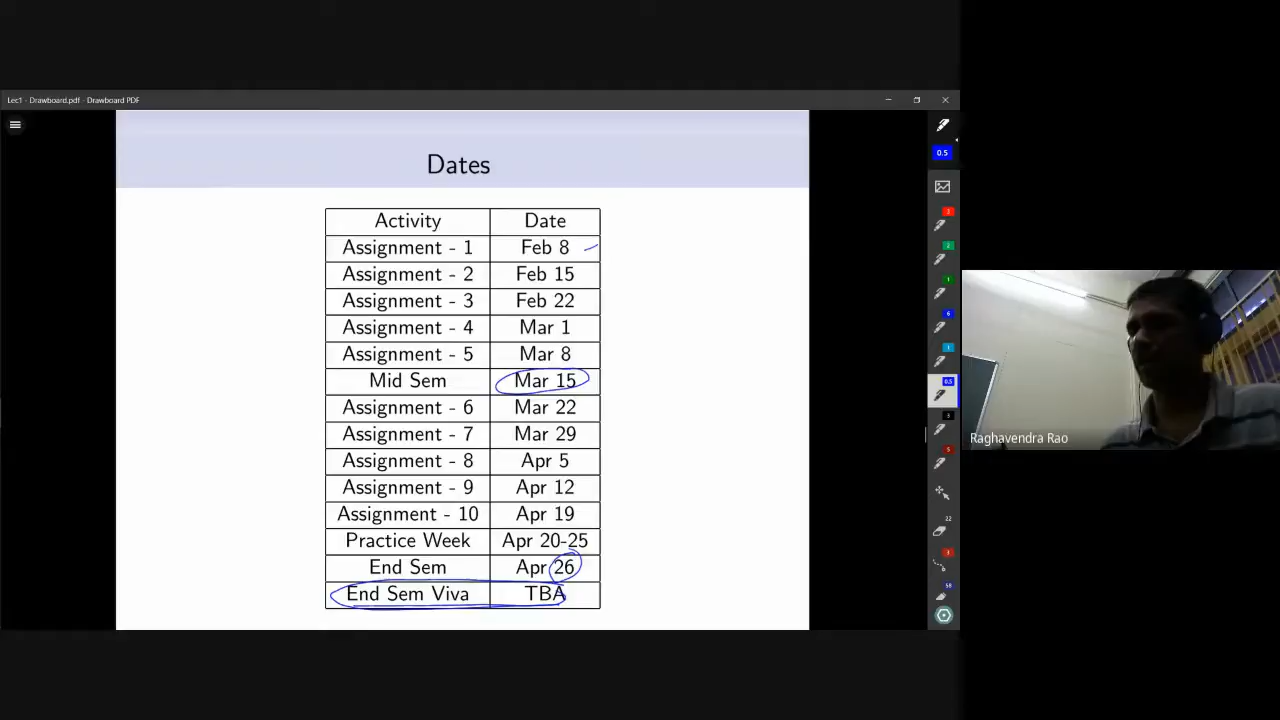 Lec1 - Drawboard.pdf - Drawboard PDF
0.5
Dates
Activity Date
Assignment - 1 Feb 8
Assignment - 2 Feb 15
Assignment - 3 Feb 22
Assignment - 4 Mar 1
Assignment - 5 Mar 8
Mid Sem Mar 15
Assignment - 6 Mar 22
Assignment - 7 Mar 29
Assignment - 8 Apr 5
Assignment - 9 Apr 12
Assignment - 10 Apr 19
Practice Week Apr 20-25
End Sem Apr 26
End Sem Viva TBA
Raghavendra Rao